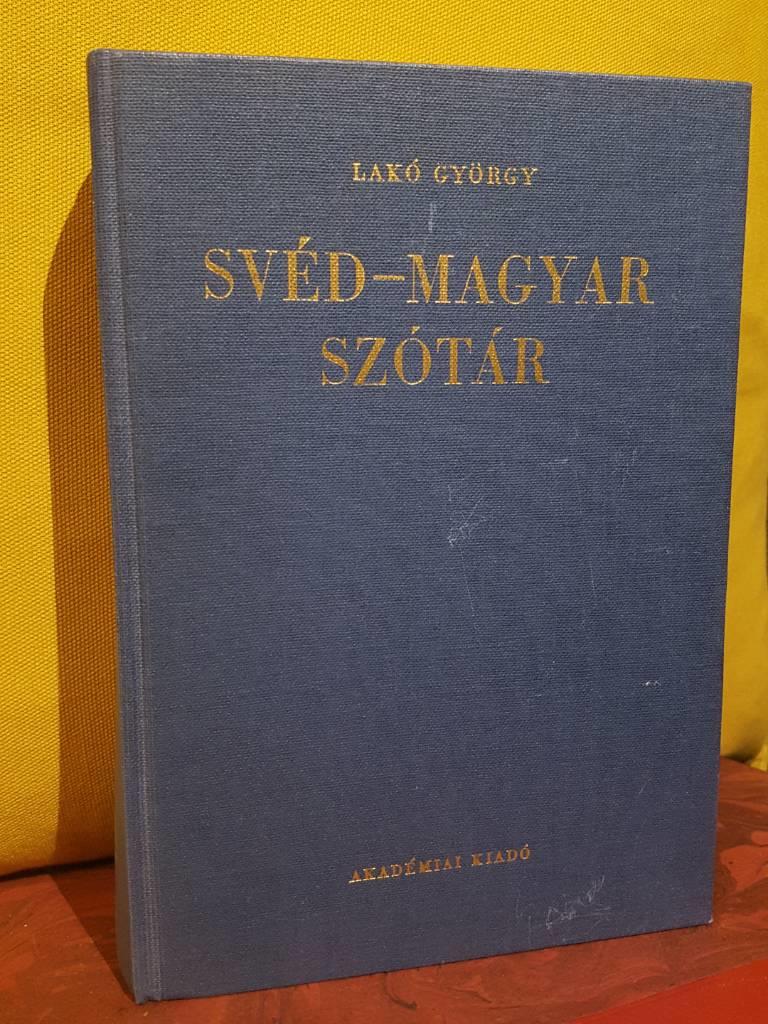 LAKÓ GYÖRGY
SVÉD–MAGYAR
SZÓTÁR
AKADÉMIAI KIADÓ